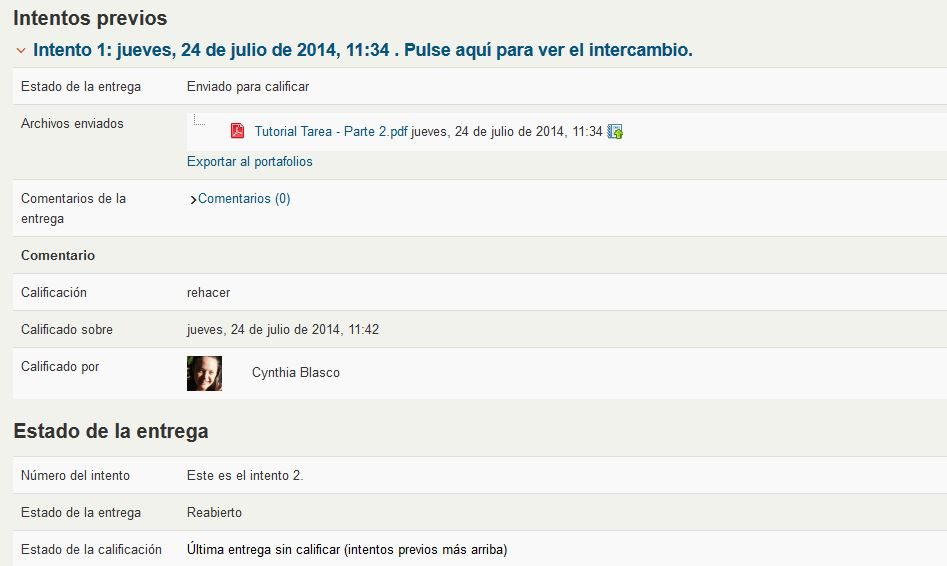 Intentos previos
Intento 1: jueves, 24 de julio de 2014, 11:34 . Pulse aquí para ver el intercambio.
Estado de la entrega Enviado para calificar
Archivos enviados
Tutorial Tarea - Parte 2.pdf jueves, 24 de julio de 2014, 11:34
Exportar al portafolios
Comentarios de la entrega Comentarios (0)
Comentario
Calificación rehacer
Calificado sobre jueves, 24 de julio de 2014, 11:42
Calificado por Cynthia Blasco
Estado de la entrega
Número del intento Este es el intento 2.
Estado de la entrega Reabierto
Estado de la calificación Última entrega sin calificar (intentos previos más arriba)